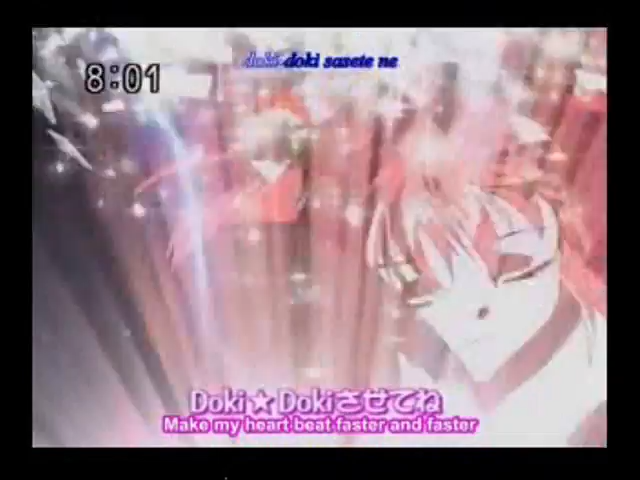 8:01
doki doki sasete ne
Doki★Dokiさせてね
Make my heart beat faster and faster